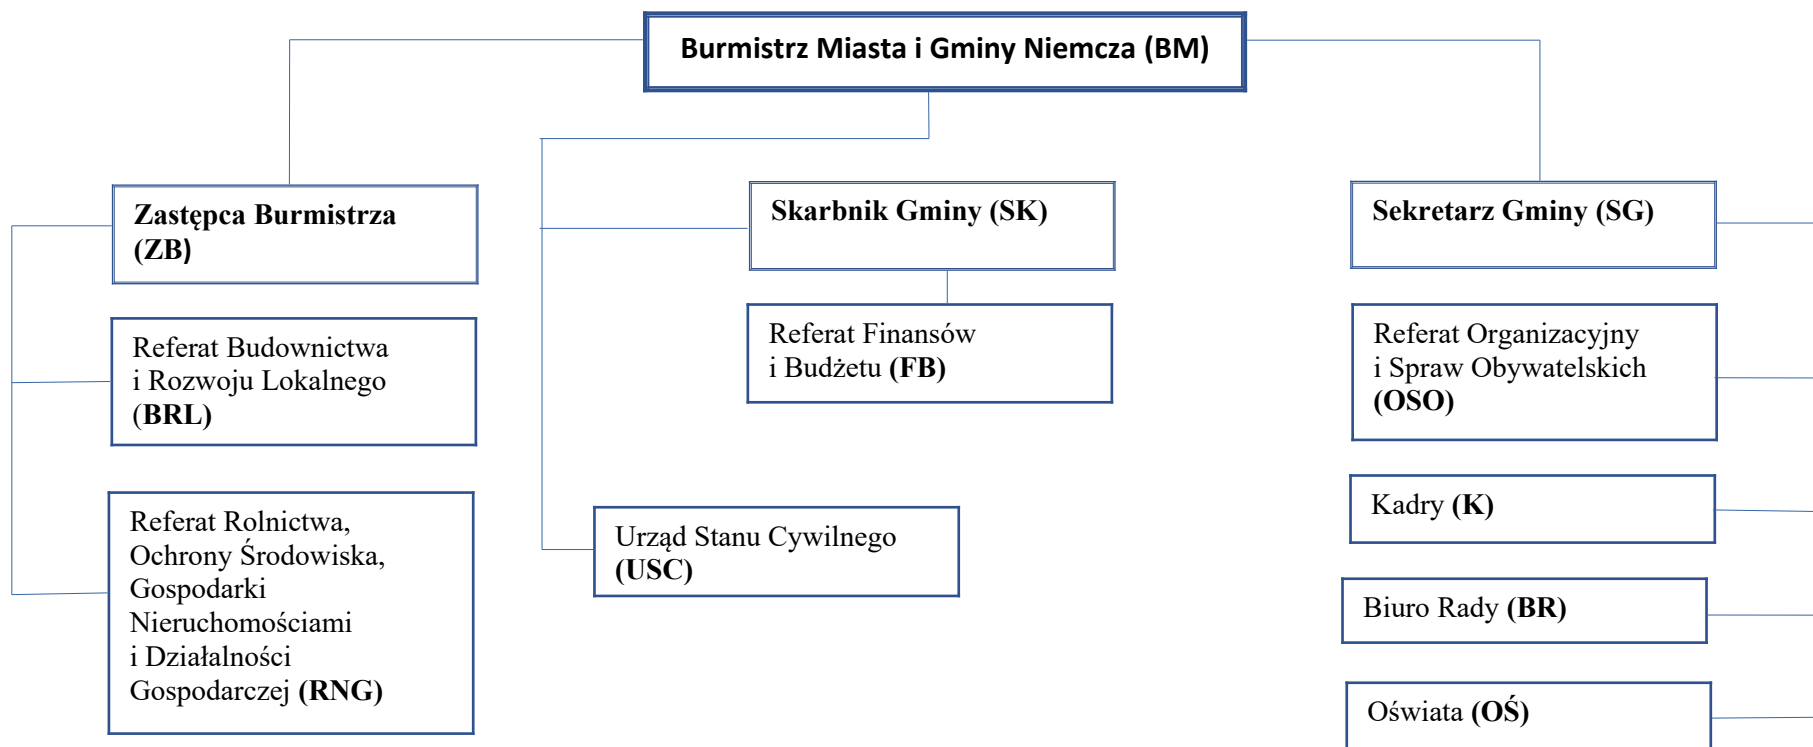 Burmistrz Miasta i Gminy Niemcza (BM)
Zastępca Burmistrza
(ZB)
Skarbnik Gminy (SK)
Sekretarz Gminy (SG)
Referat Budownictwa
i Rozwoju Lokalnego
(BRL)
Referat Finansów
i Budżetu (FB)
Referat Organizacyjny
i Spraw Obywatelskich
(OSO)
Referat Rolnictwa,
Ochrony Środowiska,
Gospodarki
Nieruchomościami
i Działalności
Gospodarczej (RNG)
Urząd Stanu Cywilnego
(USC)
Kadry (K)
Biuro Rady (BR)
Oświata (OŚ)